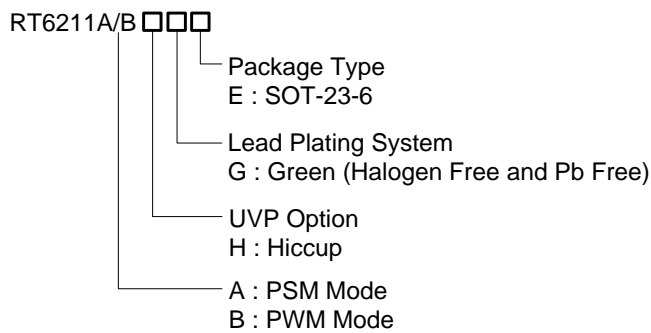 RT6211A/B
Package Type
E : SOT-23-6
Lead Plating System
G : Green (Halogen Free and Pb Free)
UVP Option
H : Hiccup
A : PSM Mode
B : PWM Mode